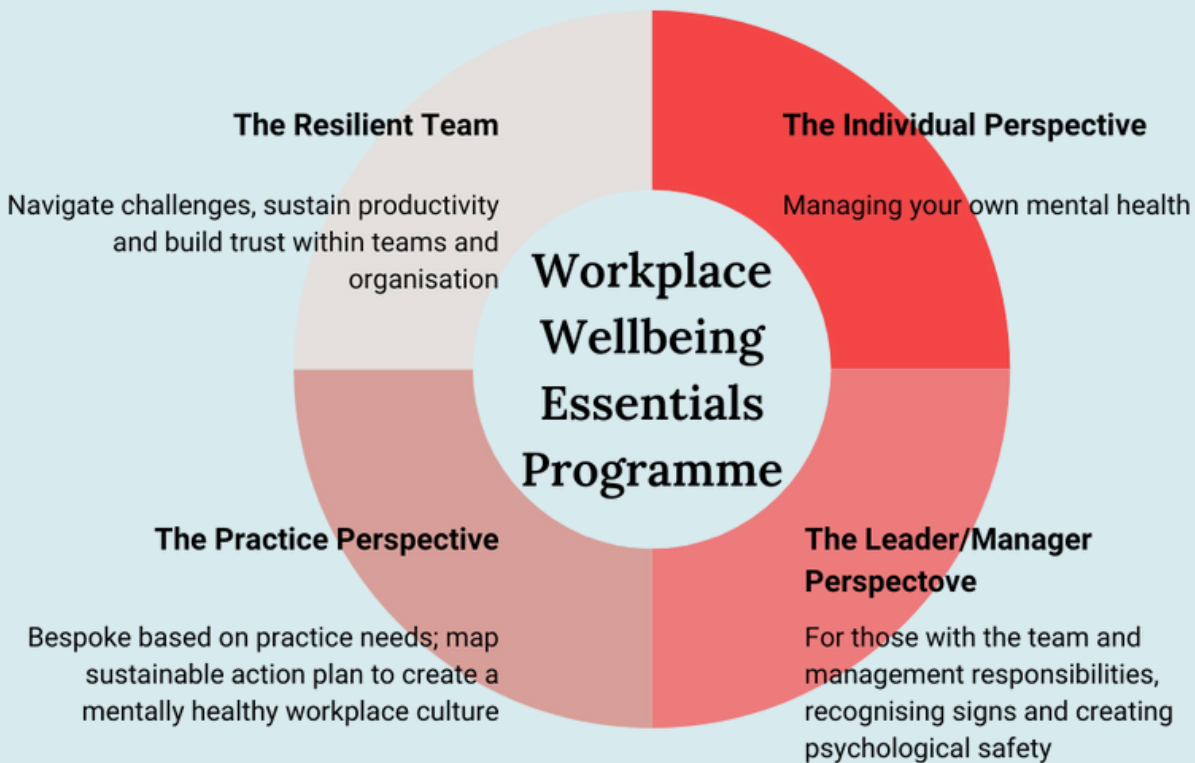 The Resilient Team
Navigate challenges, sustain productivity
and build trust within teams and
organisation
The Individual Perspective
Managing your own mental health
Workplace
Wellbeing
Essentials
Programme
The Practice Perspective
Bespoke based on practice needs; map
sustainable action plan to create a
mentally healthy workplace culture
The Leader/Manager
Perspectove
For those with the team and
management responsibilities,
recognising signs and creating
psychological safety